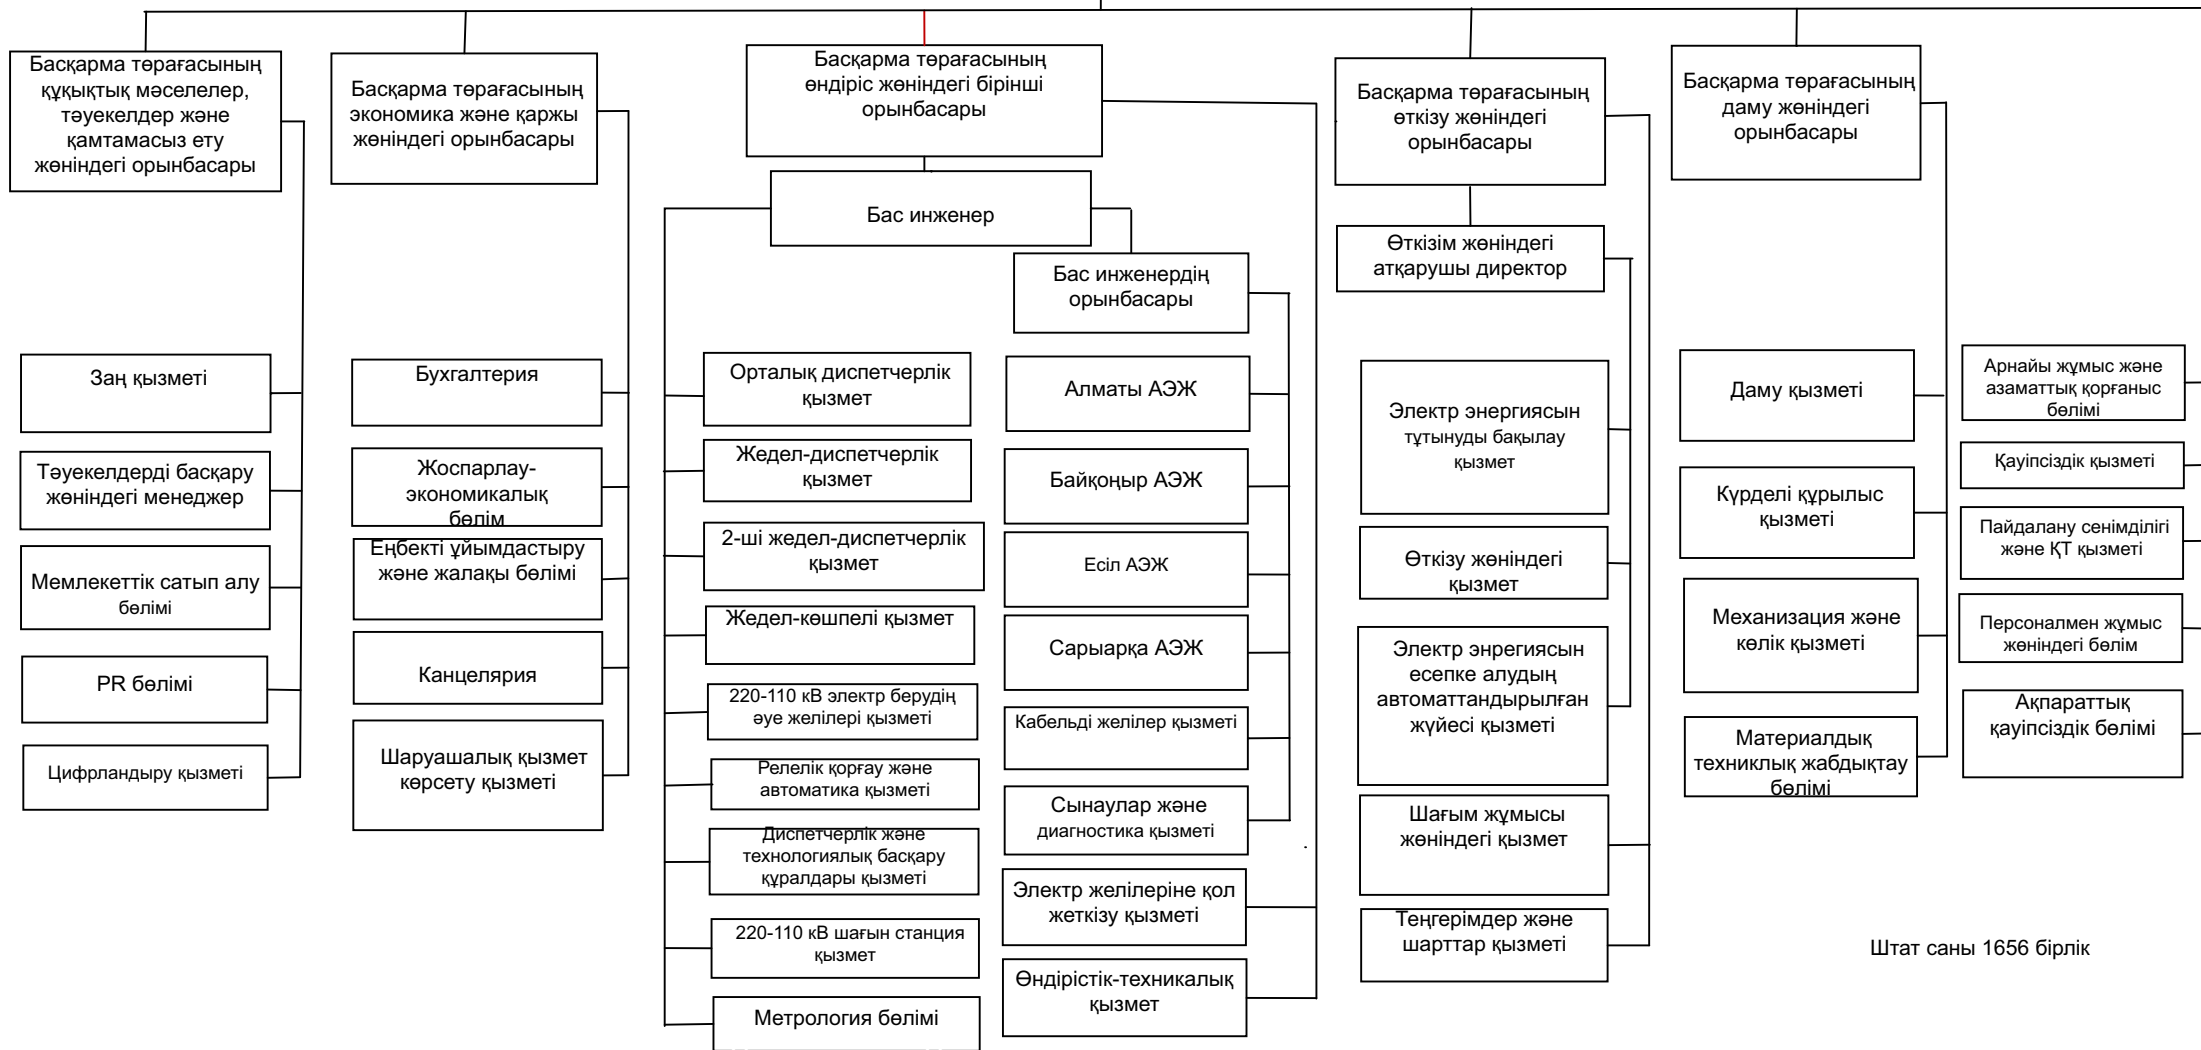 Басқарма төрағасының
құқықтық мәселелер,
тәуекелдер және
қамтамасыз ету
жөніндегі орынбасары
Басқарма төрағасының
экономика және қаржы
жөніндегі орынбасары
Басқарма төрағасының
өндіріс жөніндегі бірінші
орынбасары
Басқарма төрағасының
өткізу жөніндегі
орынбасары
Басқарма төрағасының
даму жөніндегі
орынбасары
Бас инженер
Бас инженердің
орынбасары
Өткізім жөніндегі
атқарушы директор
Заң қызметі
Тәуекелдерді басқару
жөніндегі менеджер
Мемлекеттік сатып алу
бөлімі
PR бөлімі
Цифрландыру қызметі
Бухгалтерия
Жоспарлау-
экономикалық
бөлім
Еңбекті ұйымдастыру
және жалақы бөлімі
Канцелярия
Шаруашалық қызмет
көрсету қызметі
Орталық диспетчерлік
қызмет
Жедел-диспетчерлік
қызмет
2-ші жедел-диспетчерлік
қызмет
Жедел-көшпелі қызмет
220-110 кВ электр берудің
әуе желілері қызметі
Релелік қорғау және
автоматика қызметі
Диспетчерлік және
технологиялық басқару
құралдары қызметі
220-110 кВ шағын станция
қызмет
Метрология бөлімі
Алматы АЭЖ
Байқоңыр АЭЖ
Есіл АЭЖ
Сарыарқа АЭЖ
Кабельді желілер қызметі
Сынаулар және
диагностика қызметі
Электр желілеріне қол
жеткізу қызметі
Өндірістік-техникалық
қызмет
Электр энергиясын
тұтынуды бақылау
қызмет
Өткізу жөніндегі
қызмет
Электр энрегиясын
есепке алудың
автоматтандырылған
жүйесі қызметі
Шағым жұмысы
жөніндегі қызмет
Теңгерімдер және
шарттар қызметі
Даму қызметі
Күрделі құрылыс
қызметі
Механизация және
көлік қызметі
Материалдық
техниклық жабдықтау
бөлімі
Арнайы жұмыс және
азаматтық қорғаныс
бөлімі
Қауіпсіздік қызметі
Пайдалану сенімділігі
және ҚТ қызметі
Персоналмен жұмыс
жөніндегі бөлім
Ақпараттық
қауіпсіздік бөлімі
Штат саны 1656 бірлік